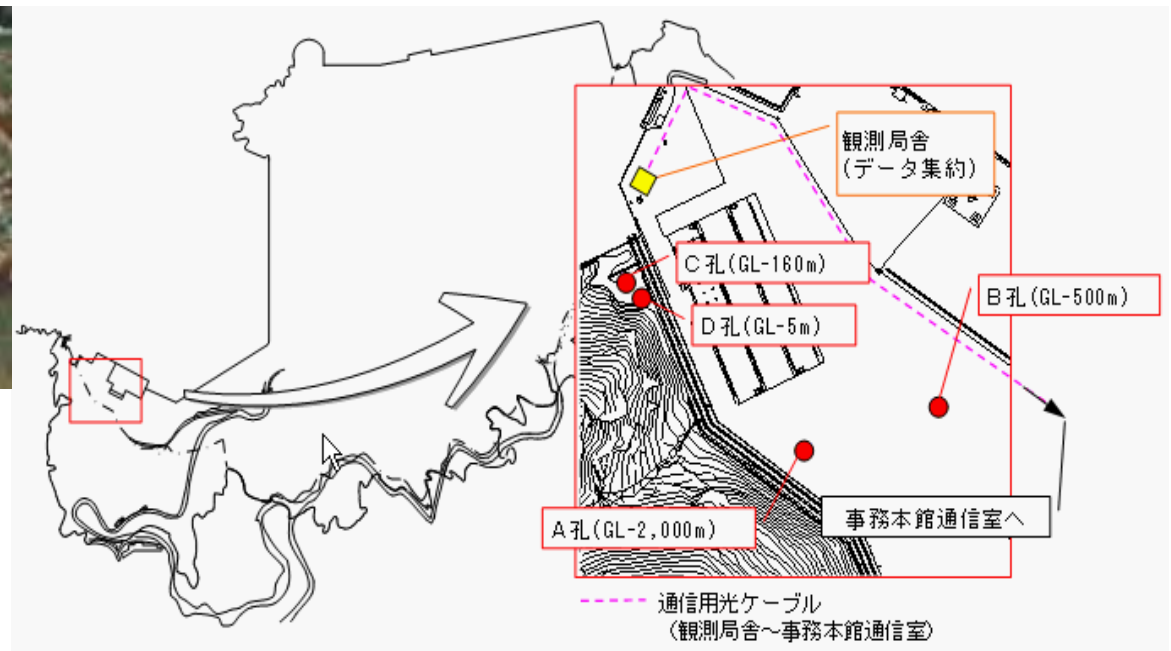 観測局舎
(データ集約)
C孔(GL-160m)
B孔(GL-500m)
D孔(GL-5m)
A孔(GL-2,000m)
事務本館通信室へ
通信用光ケーブル
(観測局舎～事務本館通信室)